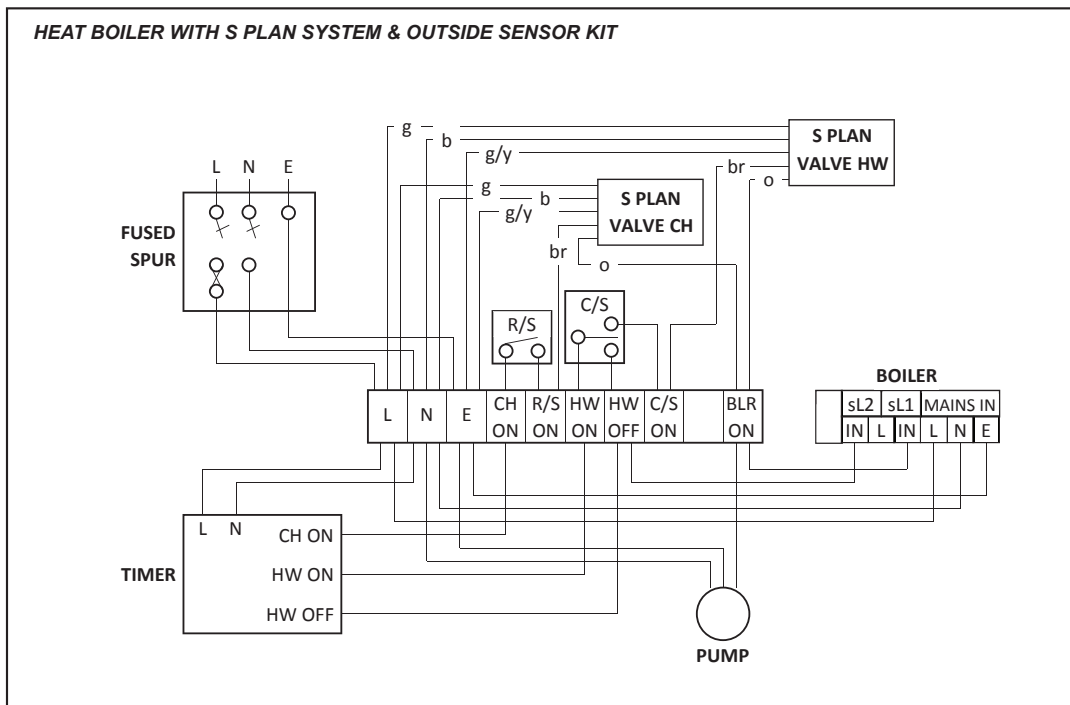 HEAT BOILER WITH S PLAN SYSTEM & OUTSIDE SENSOR KIT
g
b
g/y
br
o
S PLAN
VALVE HW
L N E
FUSED
SPUR
g
b
g/y
br
o
S PLAN
VALVE CH
R/S
C/S
L
N
E
CH
ON
R/S
ON
HW
ON
HW
OFF
C/S
ON
BLR
ON
BOILER
sL2 sL1 MAINS IN
IN L IN L N E
TIMER
L N
CH ON
HW ON
HW OFF
PUMP